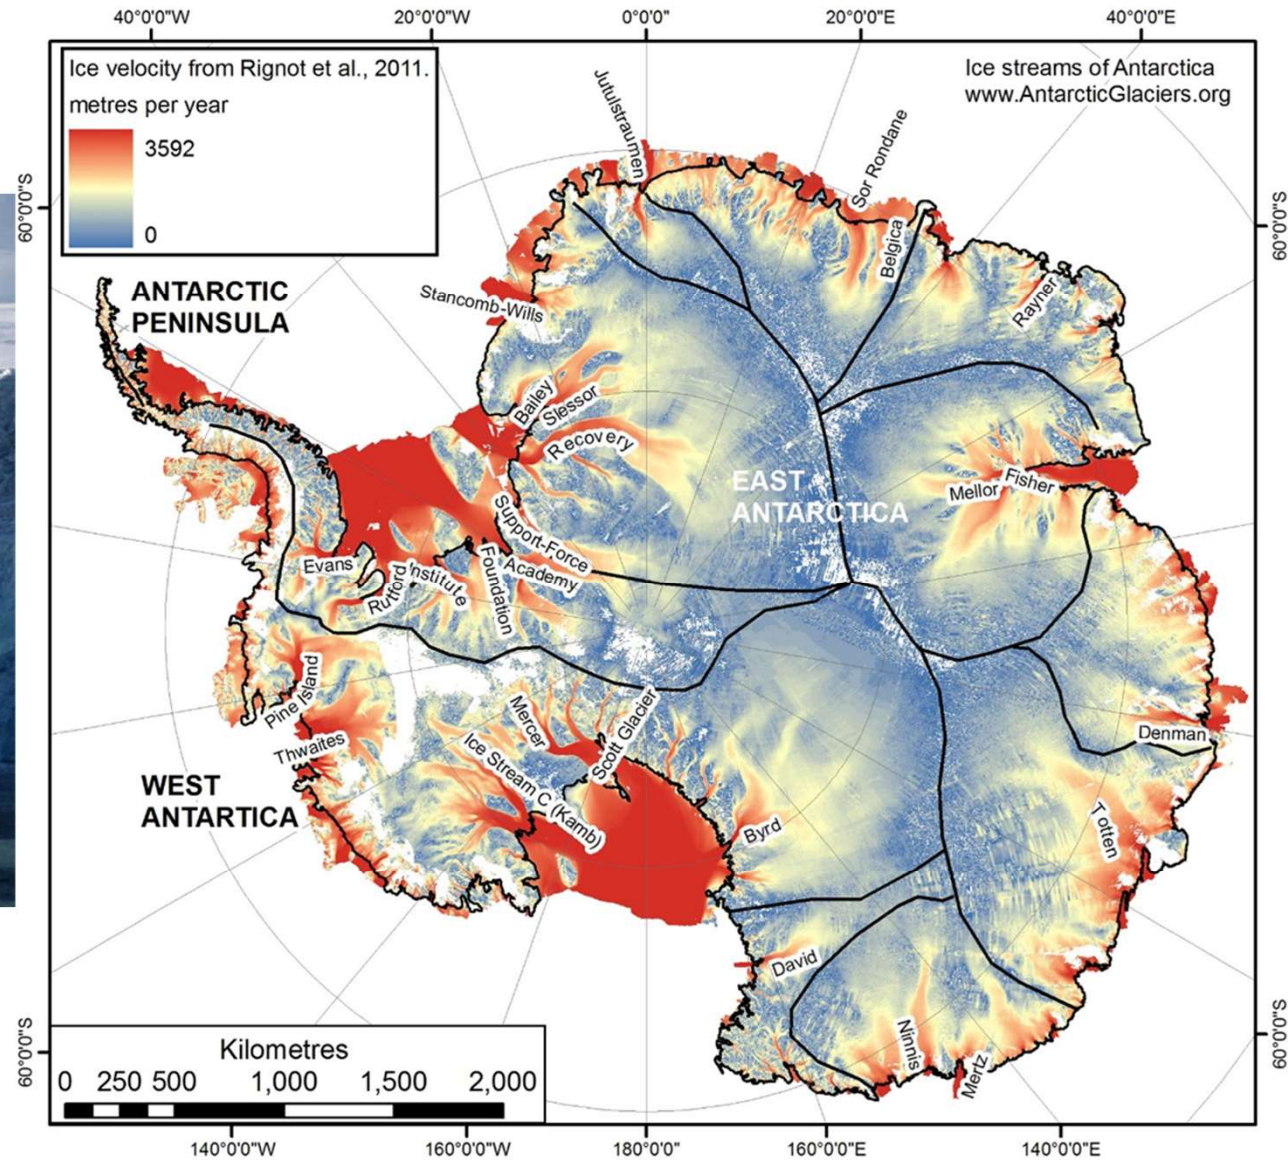 40°0'0"W
20°0'0"W
0°0'0"
20°0'0"E
40°0'0"E
Ice velocity from Rignot et al., 2011.
metres per year
3592
0
Ice streams of Antarctica
www.AntarcticGlaciers.org
60°0'0"S
60°0'0"S
Jutulstraumen
Sor Rondane
Belgica
Rayner
ANTARCTIC
PENINSULA
Stancomb-Wills
Bailey
Slessor
Recovery
EAST
ANTARCTICA
Mellor
Fisher
Support-Force
Evans
Rutford
Institute
Foundation
Academy
Pine Island
Thwaites
Mercer
Scott Glacier
Ice Stream C (Kamb)
Denman
WEST
ANTARTICA
Byrd
Totten
David
Ninnis
Mertz
60°0'0"S
60°0'0"S
Kilometres
0 250 500 1,000 1,500 2,000
140°0'0"W
160°0'0"W
180°0'0"
160°0'0"E
140°0'0"E